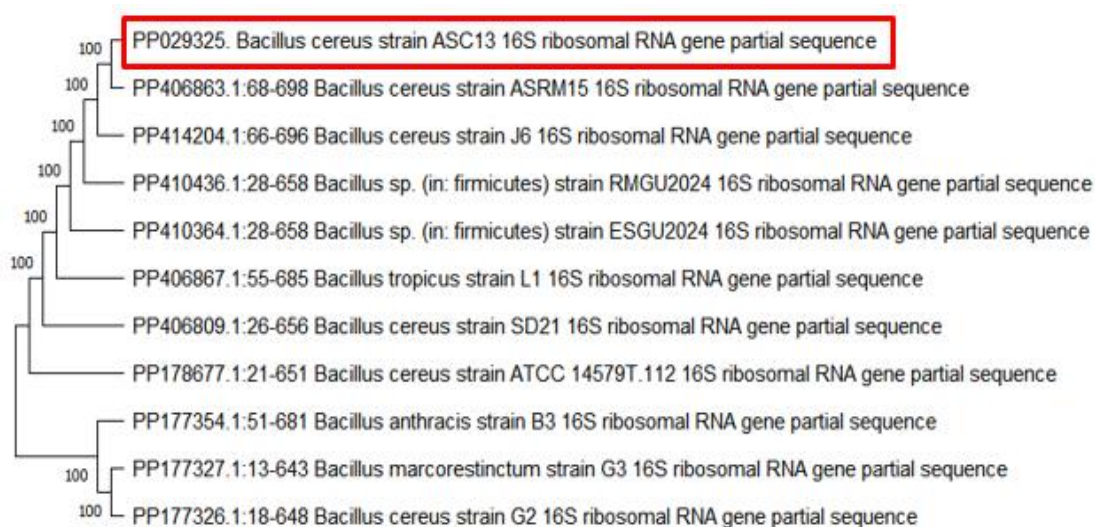 PP029325. Bacillus cereus strain ASC13 16S ribosomal RNA gene partial sequence
100
PP406863.1:68-698 Bacillus cereus strain ASRM15 16S ribosomal RNA gene partial sequence
100
PP414204.1:66-696 Bacillus cereus strain J6 16S ribosomal RNA gene partial sequence
100
PP410436.1:28-658 Bacillus sp. (in: firmicutes) strain RMGU2024 16S ribosomal RNA gene partial sequence
100
PP410364.1:28-658 Bacillus sp. (in: firmicutes) strain ESGU2024 16S ribosomal RNA gene partial sequence
100
PP406867.1:55-685 Bacillus tropicus strain L1 16S ribosomal RNA gene partial sequence
100
PP406809.1:26-656 Bacillus cereus strain SD21 16S ribosomal RNA gene partial sequence
PP178677.1:21-651 Bacillus cereus strain ATCC 14579T.112 16S ribosomal RNA gene partial sequence
PP177354.1:51-681 Bacillus anthracis strain B3 16S ribosomal RNA gene partial sequence
PP177327.1:13-643 Bacillus marcorestinctum strain G3 16S ribosomal RNA gene partial sequence
100
PP177326.1:18-648 Bacillus cereus strain G2 16S ribosomal RNA gene partial sequence
100